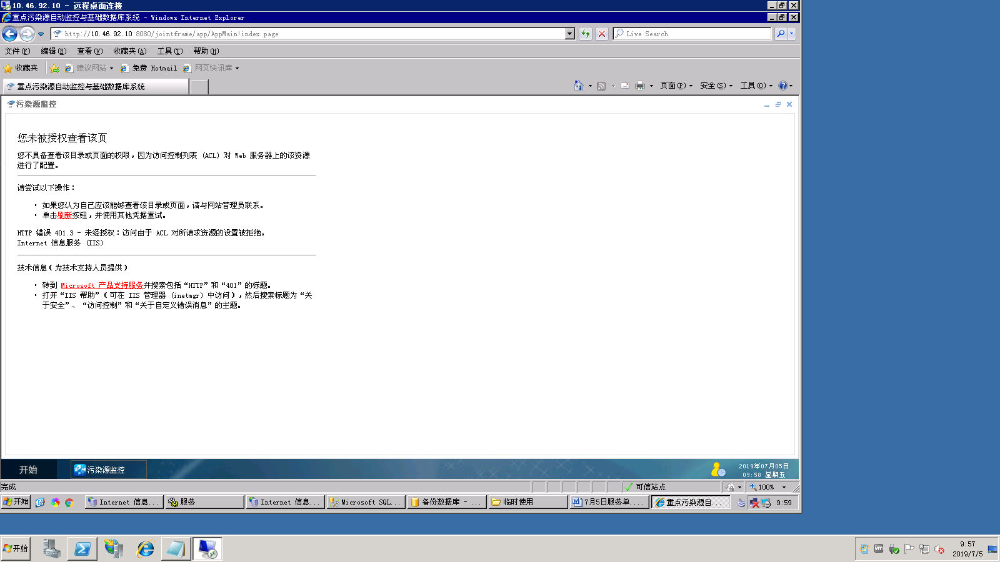 10.46.92.10 - 远程桌面连接
重点污染源自动监控与基础数据库系统 - Windows Internet Explorer
http://10.46.92.10:8080/jointframe/app/AppMain!index.page
Live Search
文件(F) 编辑(E) 查看(V) 收藏夹(A) 工具(T) 帮助(H)
收藏夹 建议网站 免费 Hotmail 网页快讯库
重点污染源自动监控与基础数据库系统
页面(P) 安全(S) 工具(O)
污染源监控
您未被授权查看该页
您不具备查看该目录或页面的权限，因为访问控制列表 (ACL) 对 Web 服务器上的该资源
进行了配置。
请尝试以下操作：
• 如果您认为自己应该能够查看该目录或页面，请与网站管理员联系。
• 单击刷新按钮，并使用其他凭据重试。
HTTP 错误 401.3 - 未经授权：访问由于 ACL 对所请求资源的设置被拒绝。
Internet 信息服务 (IIS)
技术信息（为技术支持人员提供）
• 转到 Microsoft 产品支持服务并搜索包括“HTTP”和“401”的标题。
• 打开“IIS 帮助”（可在 IIS 管理器 (inetmgr) 中访问），然后搜索标题为“关
于安全”、“访问控制”和“关于自定义错误消息”的主题。
开始 污染源监控
2019年07月05日
09:58 星期五
完成 可信站点 100%
开始 Internet 信息... 服务 Internet 信息... Microsoft SQL... 备份数据库 - ... 临时使用 7月5日服务单.... 重点污染源自.... 9:59
开始
9:57
2019/7/5